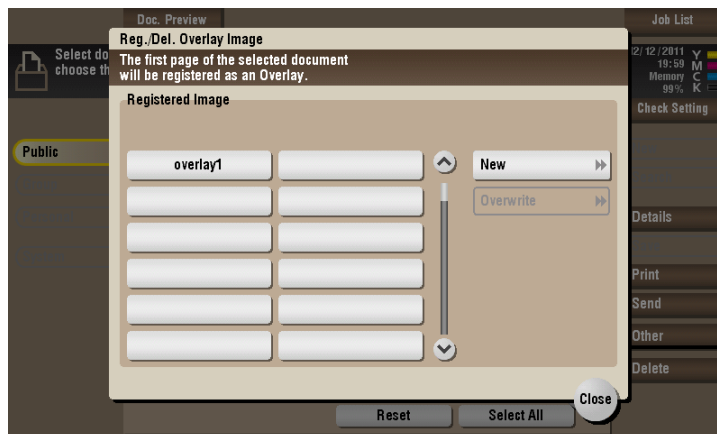 Doc. Preview
Job List
Reg./Del. Overlay Image
Select do
choose th
The first page of the selected document
will be registered as an Overlay.
12/12/2011
19:59
Memory
99%
Y
M
C
K
Registered Image
Check Setting
Public
overlay1
New
Overwrite
Details
Print
Send
Other
Delete
Close
Reset
Select All